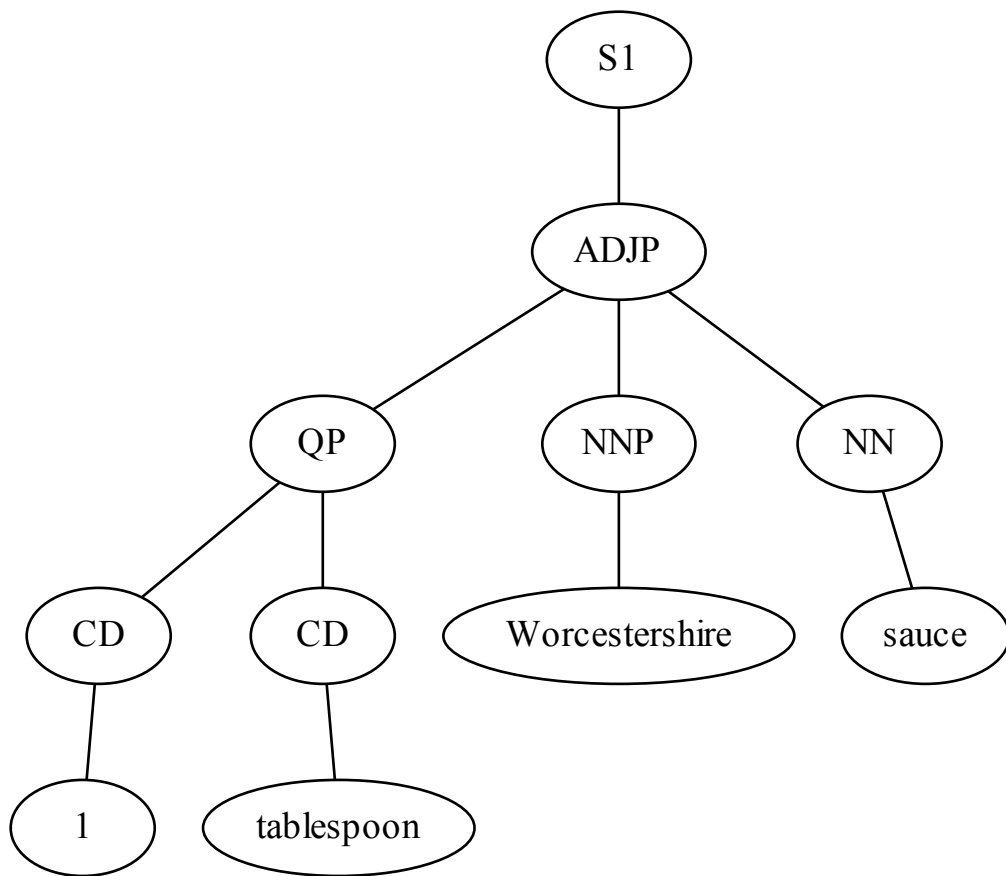 S1
ADJP
QP NNP NN
CD CD Worcestershire sauce
1 tablespoon